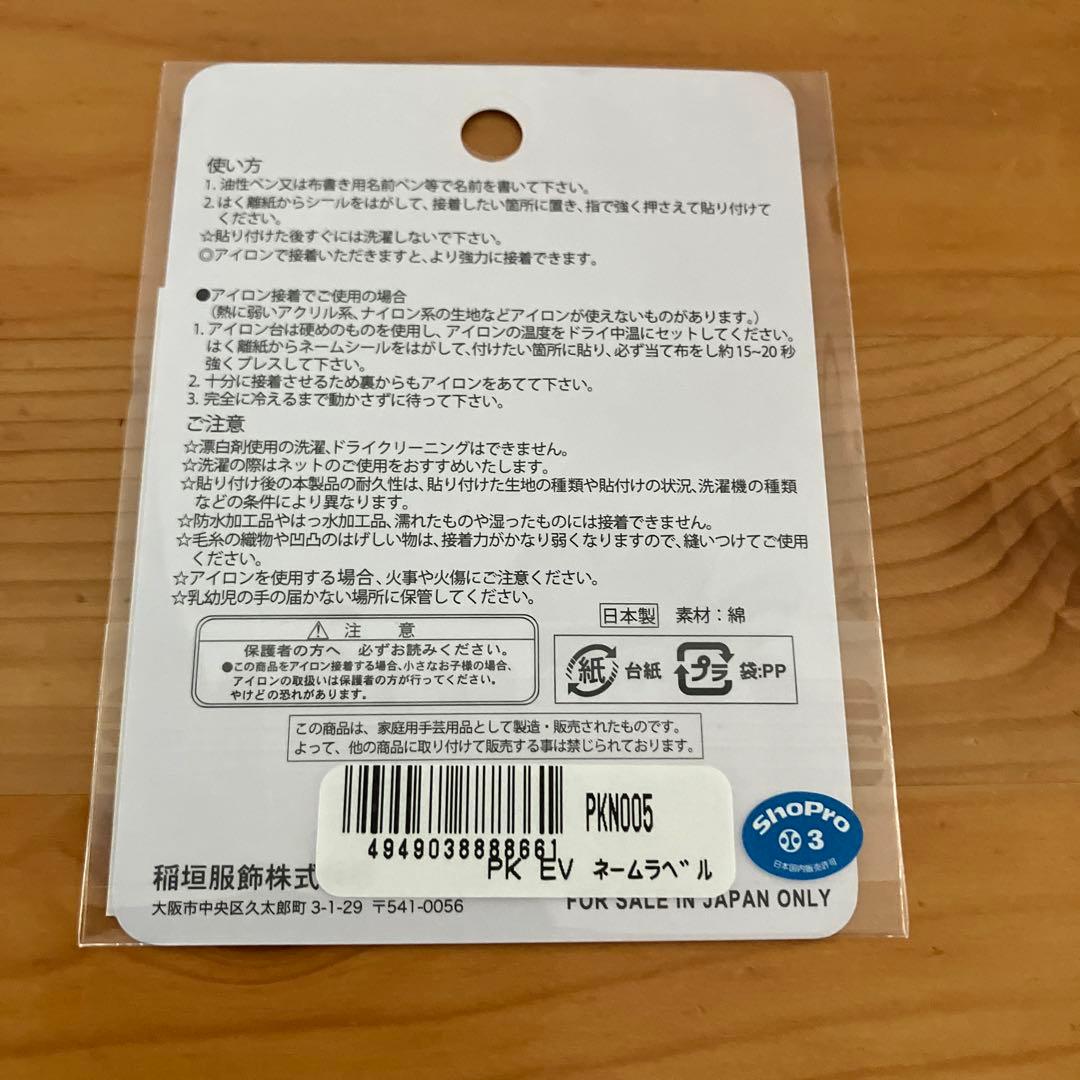 使い方
1. 油性ペン又は布書き用名前ペン等で名前を書いて下さい。
2. はく離紙からシールをはがして、接着したい箇所に置き、指で強く押さえて貼り付けて
ください。
☆貼り付けた後すぐには洗濯しないで下さい。
◎アイロンで接着いただきますと、より強力に接着できます。
●アイロン接着でご使用の場合
(熱に弱いアクリル系、ナイロン系の生地などアイロンが使えないものがあります。)
1. アイロン台は硬めのものを使用し、アイロンの温度をドライ中温にセットしてください。
はく離紙からネームシールをはがして、付けたい箇所に貼り、必ず当て布をし約15~20秒
強くプレスして下さい。
2. 十分に接着させるため裏からもアイロンをあてて下さい。
3. 完全に冷えるまで動かさずに待って下さい。
ご注意
☆漂白剤使用の洗濯、ドライクリーニングはできません。
☆洗濯の際はネットのご使用をおすすめいたします。
☆貼り付け後の本製品の耐久性は、貼り付けた生地の種類や貼付けの状況、洗濯機の種類
などの条件により異なります。
☆防水加工品やはっ水加工品、濡れたものや湿ったものには接着できません。
☆毛糸の織物や凹凸のはげしい物は、接着力がかなり弱くなりますので、縫いつけてご使用
ください。
☆アイロンを使用する場合、火事や火傷にご注意ください。
☆乳幼児の手の届かない場所に保管してください。
日本製 素材：綿
注 意
保護者の方へ 必ずお読みください。
●この商品をアイロン接着する場合、小さなお子様の場合、
アイロンの取扱いは保護者の方が行ってください。
やけどの恐れがあります。
紙 台紙 プラ 袋:PP
この商品は、家庭用手芸用品として製造・販売されたものです。
よって、他の商品に取り付けて販売する事は禁じられております。
PKN005
4949038888661
PK EV ネームラベル
ShoPro
3
日本国内販売許可
稲垣服飾株式
大阪市中央区久太郎町 3-1-29 〒541-0056
FOR SALE IN JAPAN ONLY